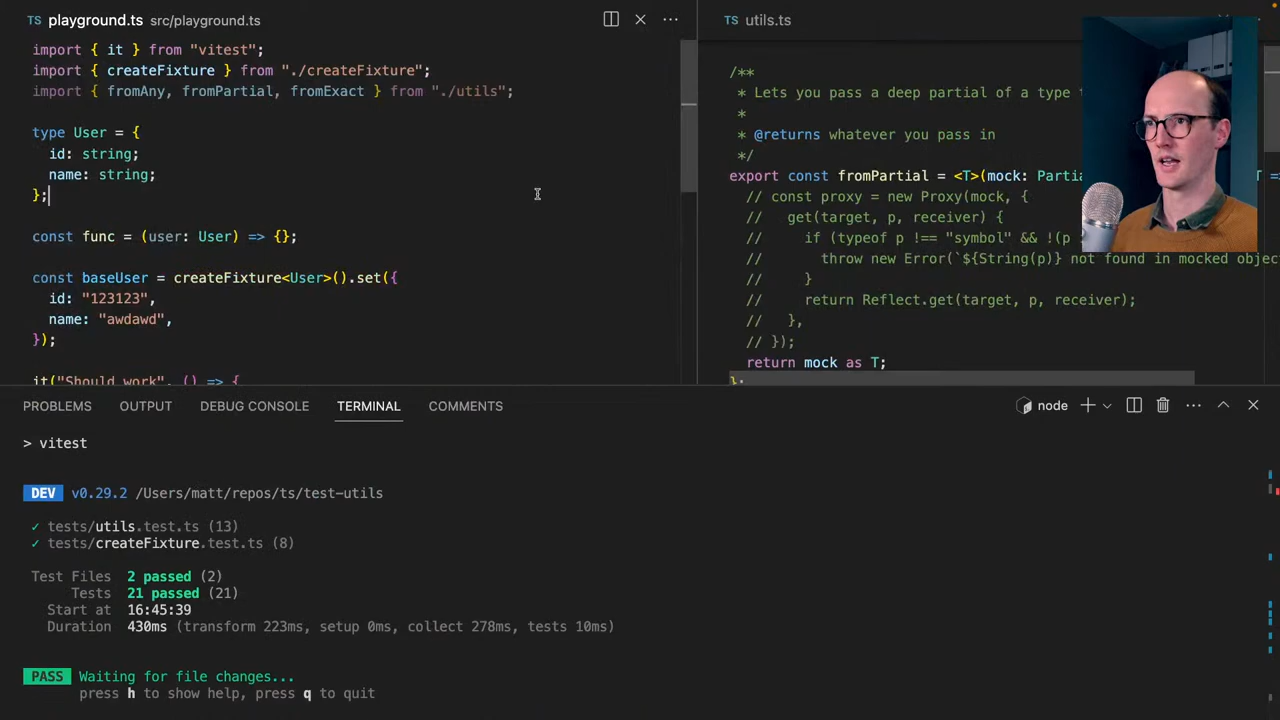 TS playground.ts src/playground.ts
import { it } from "vitest";
import { createFixture } from "./createFixture";
import { fromAny, fromPartial, fromExact } from "./utils";
type User = {
id: string;
name: string;
};
const func = (user: User) => {};
const baseUser = createFixture<User>().set({
id: "123123",
name: "awdawd",
});
it("Should work", () => {
TS utils.ts
/**
* Lets you pass a deep partial of a type
*
* @returns whatever you pass in
*/
export const fromPartial = <T>(mock: Partia
// const proxy = new Proxy(mock, {
// get(target, p, receiver) {
// if (typeof p !== "symbol" && !(p
// throw new Error(`${String(p)} not found in mocked objec
// }
// return Reflect.get(target, p, receiver);
// },
// });
return mock as T;
};
PROBLEMS OUTPUT DEBUG CONSOLE TERMINAL COMMENTS node
> vitest
DEV v0.29.2 /Users/matt/repos/ts/test-utils
✓ tests/utils.test.ts (13)
✓ tests/createFixture.test.ts (8)
Test Files 2 passed (2)
Tests 21 passed (21)
Start at 16:45:39
Duration 430ms (transform 223ms, setup 0ms, collect 278ms, tests 10ms)
PASS Waiting for file changes...
press h to show help, press q to quit